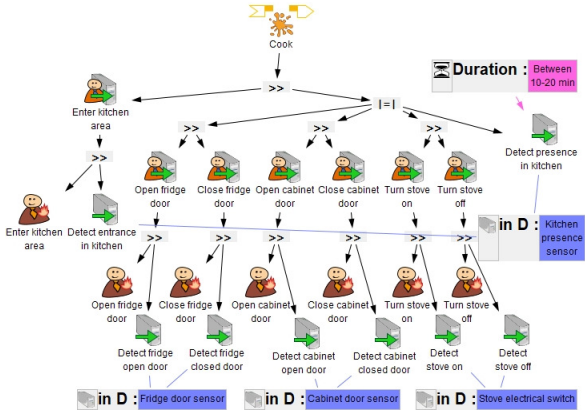 Cook
>>
Duration :
Between
10-20 min
Enter kitchen
area
|=|
>>
>>
>>
Detect presence
in kitchen
>>
Open fridge
door
Close fridge
door
Open cabinet
door
Close cabinet
door
Turn stove
on
Turn stove
off
Enter kitchen
area
Detect entrance
in kitchen
>>
>>
>>
>>
>>
>>
in D :
Kitchen
presence
sensor
Open fridge
door
Close fridge
door
Open cabinet
door
Close cabinet
door
Turn stove
on
Turn stove
off
Detect fridge
open door
Detect fridge
closed door
Detect cabinet
open door
Detect cabinet
closed door
Detect
stove on
Detect
stove off
in D :
Fridge door sensor
in D :
Cabinet door sensor
in D :
Stove electrical switch